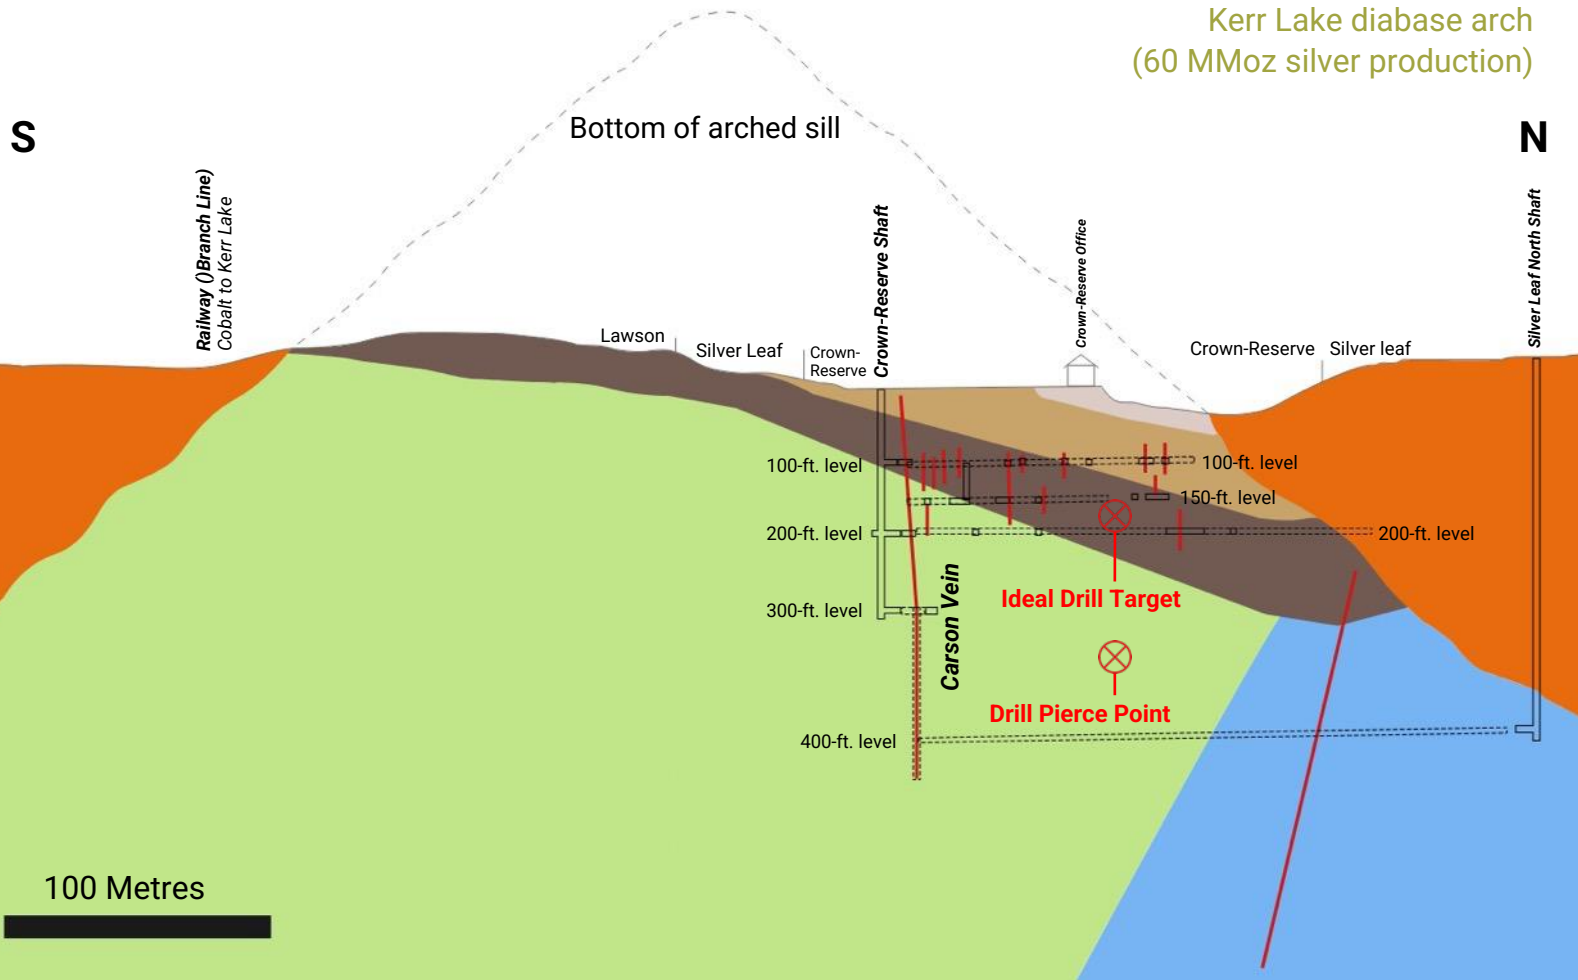 Kerr Lake diabase arch
(60 MMoz silver production)
S
Bottom of arched sill
N
Railway ()Branch Line)
Cobalt to Kerr Lake
Crown-Reserve Shaft
Crown-Reserve Office
Silver Leaf North Shaft
Lawson
Silver Leaf
Crown-
Reserve
Crown-Reserve
Silver leaf
100-ft. level
100-ft. level
150-ft. level
200-ft. level
200-ft. level
Carson Vein
Ideal Drill Target
300-ft. level
Drill Pierce Point
400-ft. level
100 Metres